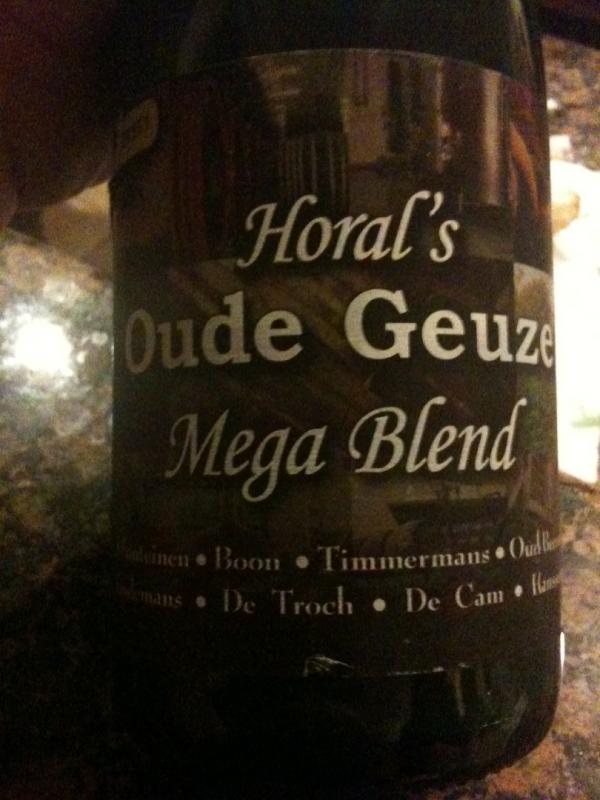 Horal's
Oude Geuze
Mega Blend
• Boon • Timmermans •
• De Troch • De Cam •